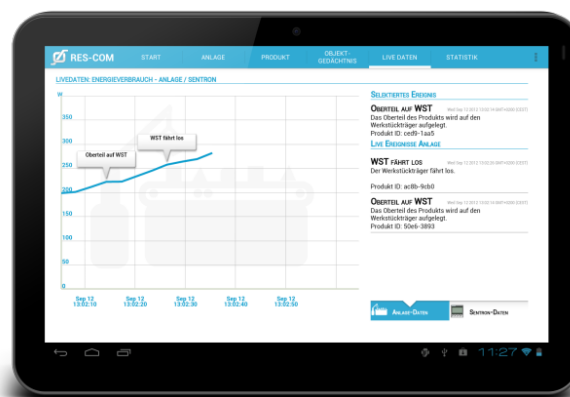 RES-COM START ANLAGE PRODUKT OBJEKT-GEDÄCHTNIS LIVE DATEN STATISTIK
LIVEDATEN: ENERGIEVERBRAUCH - ANLAGE / SENTRON
W
350
300
250
200
150
100
50
0
Oberteil auf WST
WST fährt los
Sep 12 13:02:10
Sep 12 13:02:20
Sep 12 13:02:30
Sep 12 13:02:40
Sep 12 13:02:50
SELEKTIERTES EREIGNIS
OBERTEIL AUF WST
Das Oberteil des Produkts wird auf den
Werkstückträger aufgelegt.
Produkt ID: ced9-1aa5
LIVE EREIGNISSE ANLAGE
WST FÄHRT LOS
Der Werkstückträger fährt los.
Produkt ID: ac8b-9cb0
OBERTEIL AUF WST
Das Oberteil des Produkts wird auf den
Werkstückträger aufgelegt.
Produkt ID: 50e6-3893
ANLAGE-DATEN SENTRON-DATEN
11:27